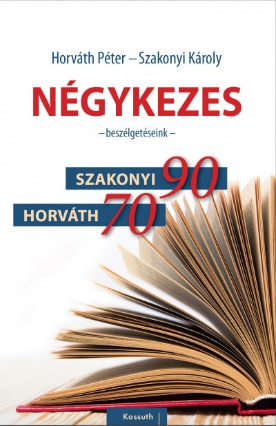 Horváth Péter – Szakonyi Károly
NÉGYKEZES
– beszélgetéseink –
SZAKONYI 90
HORVÁTH 70
Kossuth